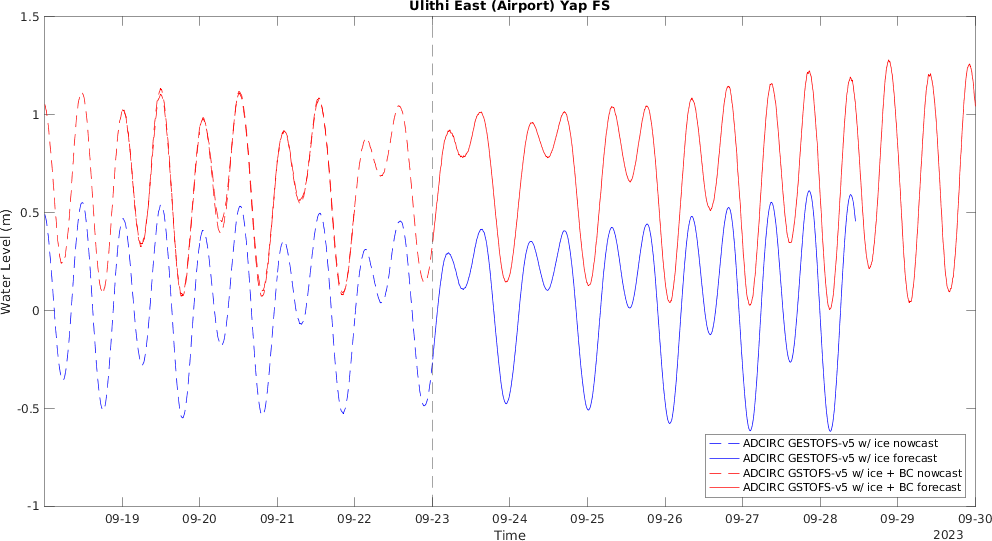 Ulithi East (Airport) Yap FS
1.5
1
0.5
0
-0.5
-1
Water Level (m)
ADCIRC GESTOFS-v5 w/ ice nowcast
ADCIRC GESTOFS-v5 w/ ice forecast
ADCIRC GSTOFS-v5 w/ ice + BC nowcast
ADCIRC GSTOFS-v5 w/ ice + BC forecast
09-19 09-20 09-21 09-22 09-23 09-24 09-25 09-26 09-27 09-28 09-29 09-30
Time
2023